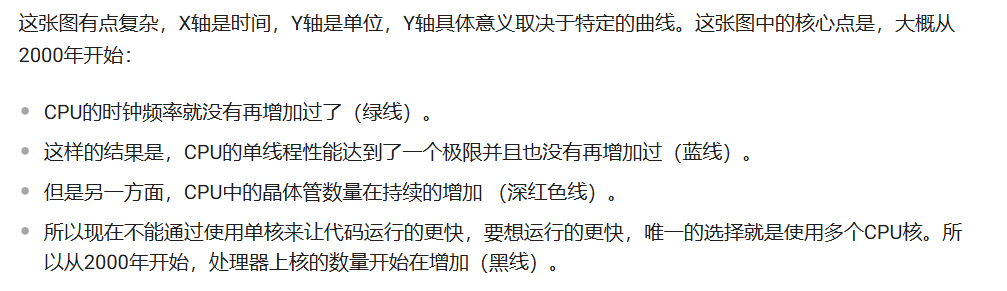 这张图有点复杂，X轴是时间，Y轴是单位，Y轴具体意义取决于特定的曲线。这张图中的核心点是，大概从
2000年开始：
CPU的时钟频率就没有再增加过了（绿线）。
这样的结果是，CPU的单线程性能达到了一个极限并且也没有再增加过（蓝线）。
但是另一方面，CPU中的晶体管数量在持续的增加 （深红色线）。
所以现在不能通过使用单核来让代码运行的更快，要想运行的更快，唯一的选择就是使用多个CPU核。所
以从2000年开始，处理器上核的数量开始在增加（黑线）。